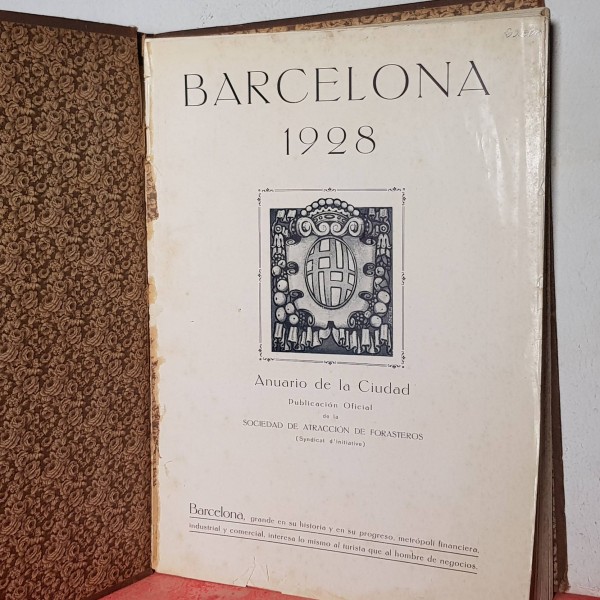 BARCELONA
1928
Anuario de la Ciudad
Publicación Oficial
de la
SOCIEDAD DE ATRACCIÓN DE FORASTEROS
(Syndicat d'Initiative)
Barcelona, grande en su historia y en su progreso, metrópoli financiera,
industrial y comercial, interesa lo mismo al turista que al hombre de negocios.